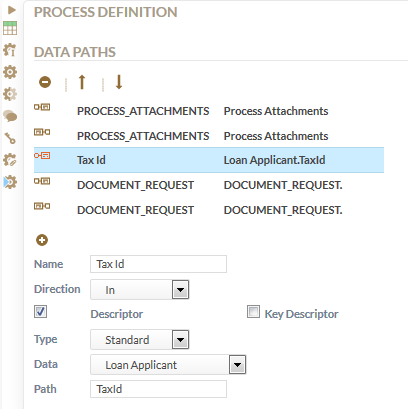 PROCESS DEFINITION
DATA PATHS
PROCESS_ATTACHMENTS Process Attachments
PROCESS_ATTACHMENTS Process Attachments
Tax Id Loan Applicant.TaxId
DOCUMENT_REQUEST DOCUMENT_REQUEST.
DOCUMENT_REQUEST DOCUMENT_REQUEST.
Name Tax Id
Direction In
Descriptor Key Descriptor
Type Standard
Data Loan Applicant
Path TaxId